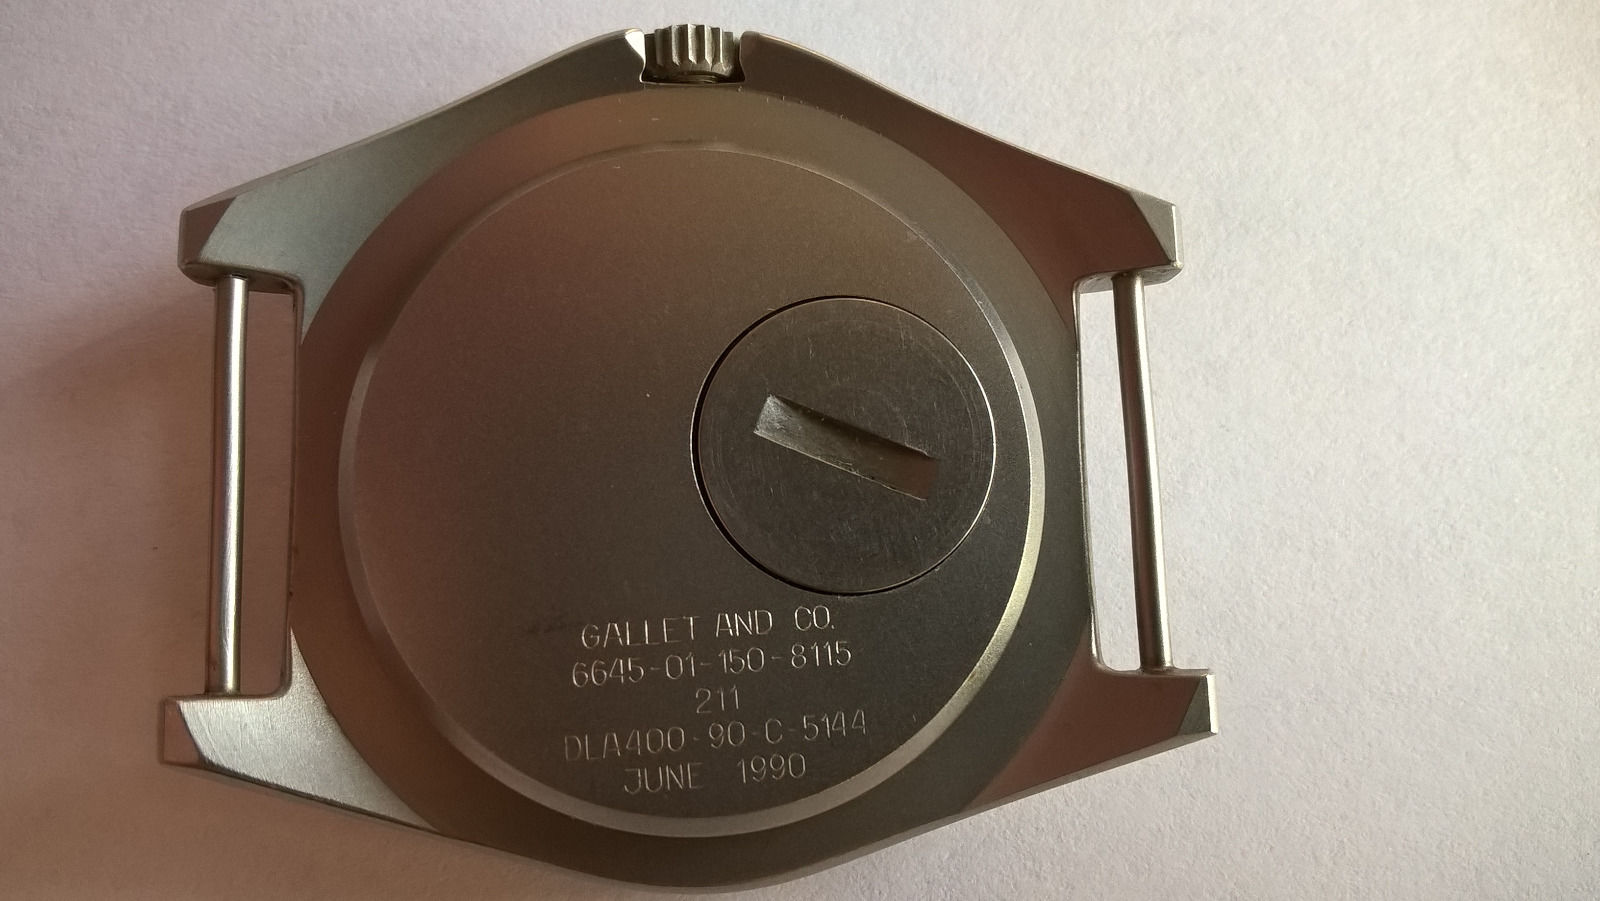 GALLET AND CO.
6645-01-150-8115
211
DLA400-90-C-5144
JUNE 1990